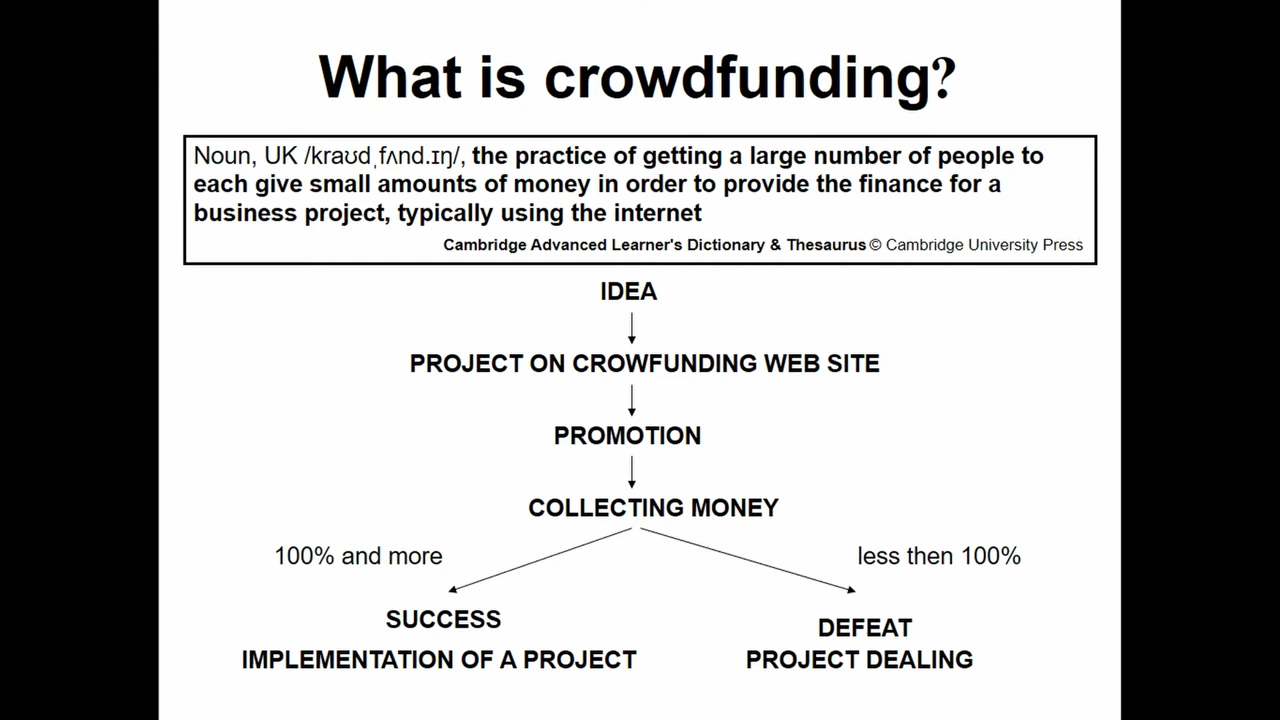 What is crowdfunding?
Noun, UK /kraʊdˌfʌnd.ɪŋ/, the practice of getting a large number of people to
each give small amounts of money in order to provide the finance for a
business project, typically using the internet
Cambridge Advanced Learner's Dictionary & Thesaurus © Cambridge University Press
IDEA
PROJECT ON CROWFUNDING WEB SITE
PROMOTION
COLLECTING MONEY
100% and more
less then 100%
SUCCESS
DEFEAT
IMPLEMENTATION OF A PROJECT
PROJECT DEALING